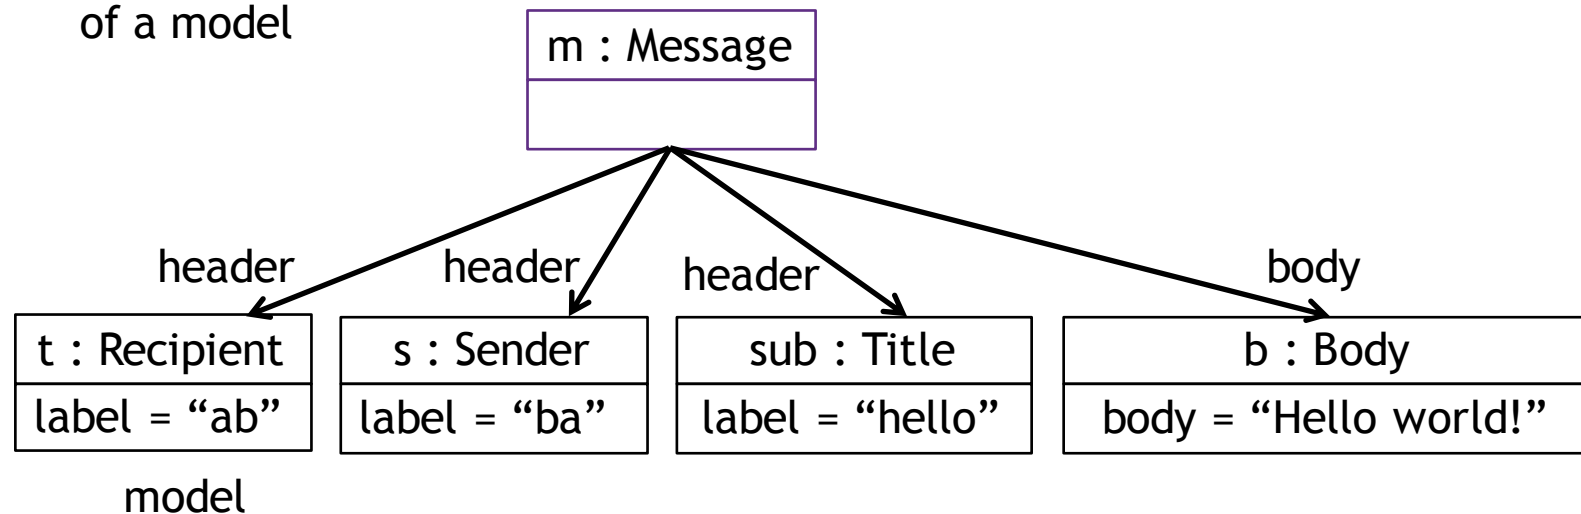 of a model
m : Message
header
header
header
body
t : Recipient
label = “ab”
s : Sender
label = “ba”
sub : Title
label = “hello”
b : Body
body = “Hello world!”
model